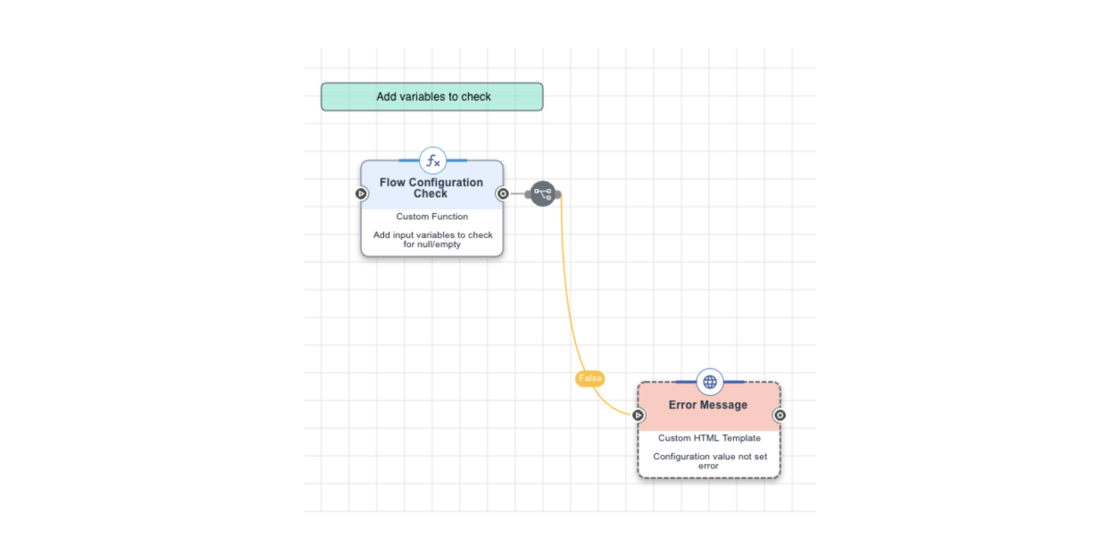 Add variables to check
fx
Flow Configuration
Check
Custom Function
Add input variables to check
for null/empty
False
Error Message
Custom HTML Template
Configuration value not set
error